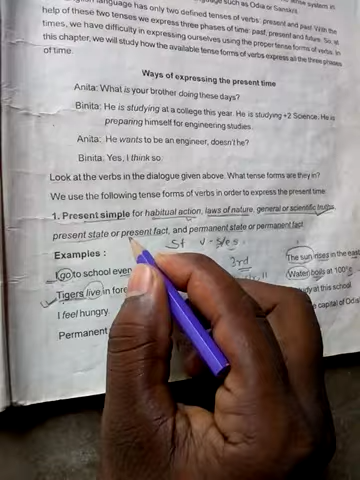 language has only two defined tenses of verbs: present and past. With the
help of these two tenses we express three phases of time: past, present and future. So, at
times, we have difficulty in expressing ourselves using the proper tense forms of verbs. In
this chapter, we will study how the available tense forms of verbs express all the three phases
of time.
Ways of expressing the present time
Anita: What is your brother doing these days?
Binita: He is studying at a college this year. He is studying +2 Science. He is
preparing himself for engineering studies.
Anita: He wants to be an engineer, doesn't he?
Binita: Yes, I think so.
Look at the verbs in the dialogue given above. What tense forms are they in?
We use the following tense forms of verbs in order to express the present time.
1. Present simple for habitual action, laws of nature, general or scientific truths,
present state or present fact, and permanent state or permanent fact.
St V - s/es
Examples :
3rd
The sun rises in the east
I go to school
Water boils at 100°
Tigers live in
at this school.
I feel hungry.
capital of
Permanent